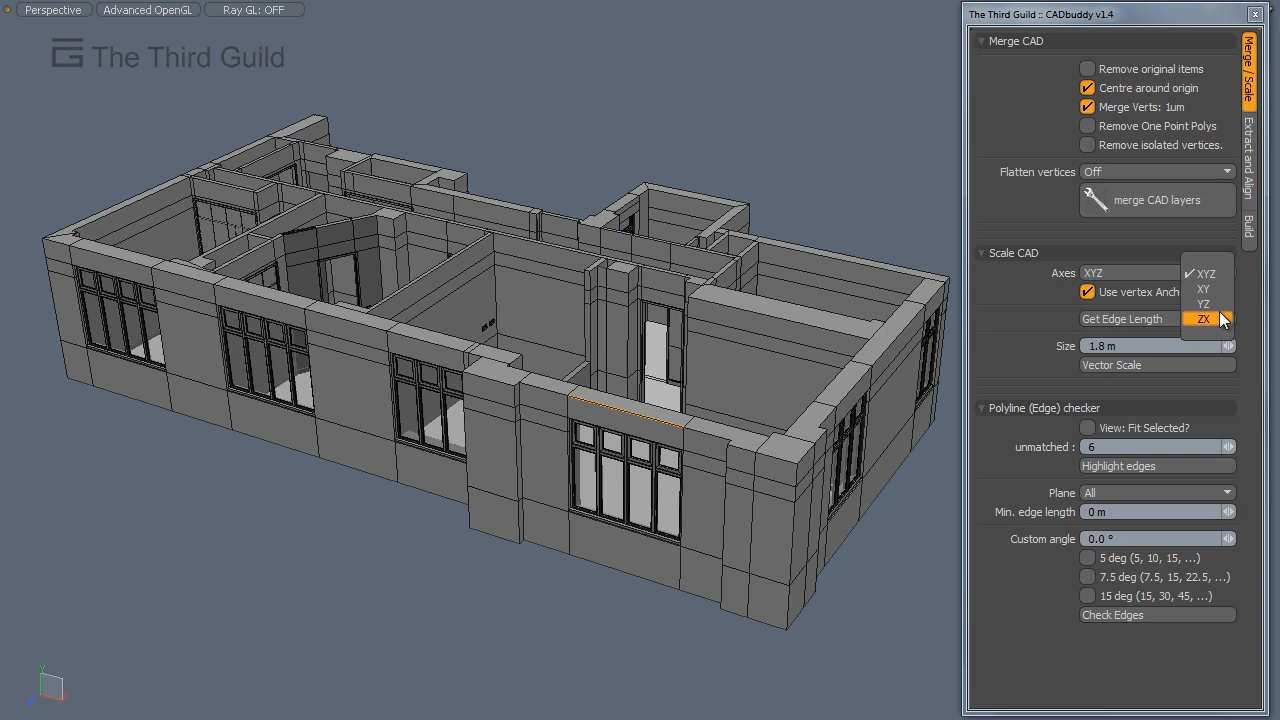 Perspective
Advanced OpenGL
Ray GL: OFF
The Third Guild
The Third Guild :: CADbuddy v1.4
Merge CAD
Remove original items
Centre around origin
Merge Verts: 1um
Remove One Point Polys
Remove isolated vertices.
Flatten vertices Off
merge CAD layers
Scale CAD
Axes XYZ
Use vertex Anch
Get Edge Length
XYZ
XY
YZ
ZX
Size 1.8 m
Vector Scale
Polyline (Edge) checker
View: Fit Selected?
unmatched : 6
Highlight edges
Plane All
Min. edge length 0 m
Custom angle 0.0 °
5 deg (5, 10, 15, ...)
7.5 deg (7.5, 15, 22.5, ...)
15 deg (15, 30, 45, ...)
Check Edges
Merge / Scale
Extract and Align
Build
Y